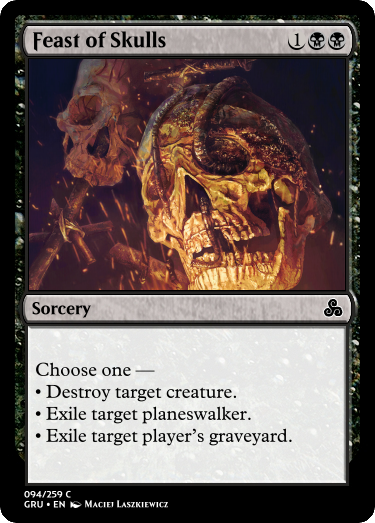 Feast of Skulls 1
Sorcery
Choose one —
• Destroy target creature.
• Exile target planeswalker.
• Exile target player's graveyard.
094/259 C
GRU • EN Maciej Laszkiewicz